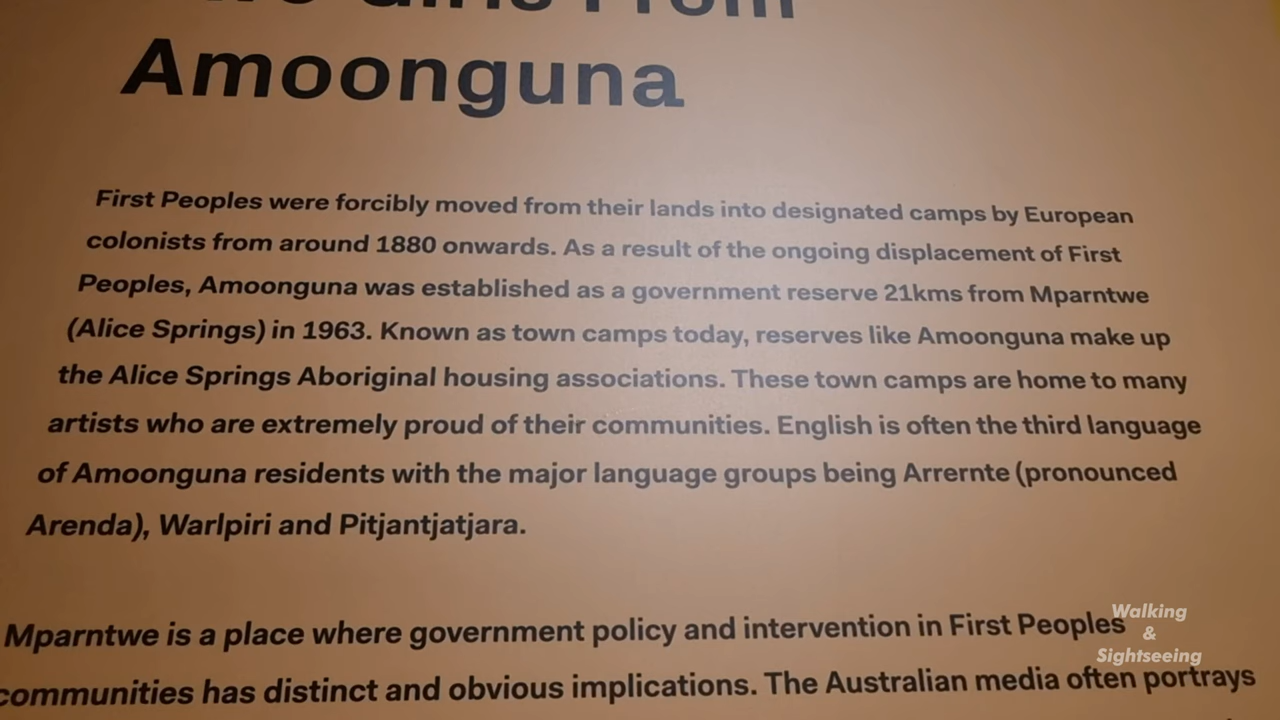 Two Girls From
Amoonguna
First Peoples were forcibly moved from their lands into designated camps by European
colonists from around 1880 onwards. As a result of the ongoing displacement of First
Peoples, Amoonguna was established as a government reserve 21kms from Mparntwe
(Alice Springs) in 1963. Known as town camps today, reserves like Amoonguna make up
the Alice Springs Aboriginal housing associations. These town camps are home to many
artists who are extremely proud of their communities. English is often the third language
of Amoonguna residents with the major language groups being Arrernte (pronounced
Arenda), Warlpiri and Pitjantjatjara.
Mparntwe is a place where government policy and intervention in First Peoples
communities has distinct and obvious implications. The Australian media often portrays
Walking
&
Sightseeing